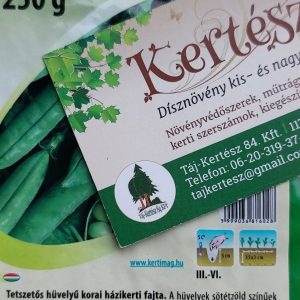 250 g
Kertész
Dísznövény kis- és nagy
Növényvédőszerek, műtrág
kerti szerszámok, kiegészí
Táj-Kertész 84. Kft.
Telefon: 06-20-319-37
tajkertesz@gmail.co
Táj-Kertész 84. Kft.
www.kertimag.hu
III.-VI.
Tetszetős hüvelyű korai házikerti fajta. A hüvelyek sötétzöld színűek